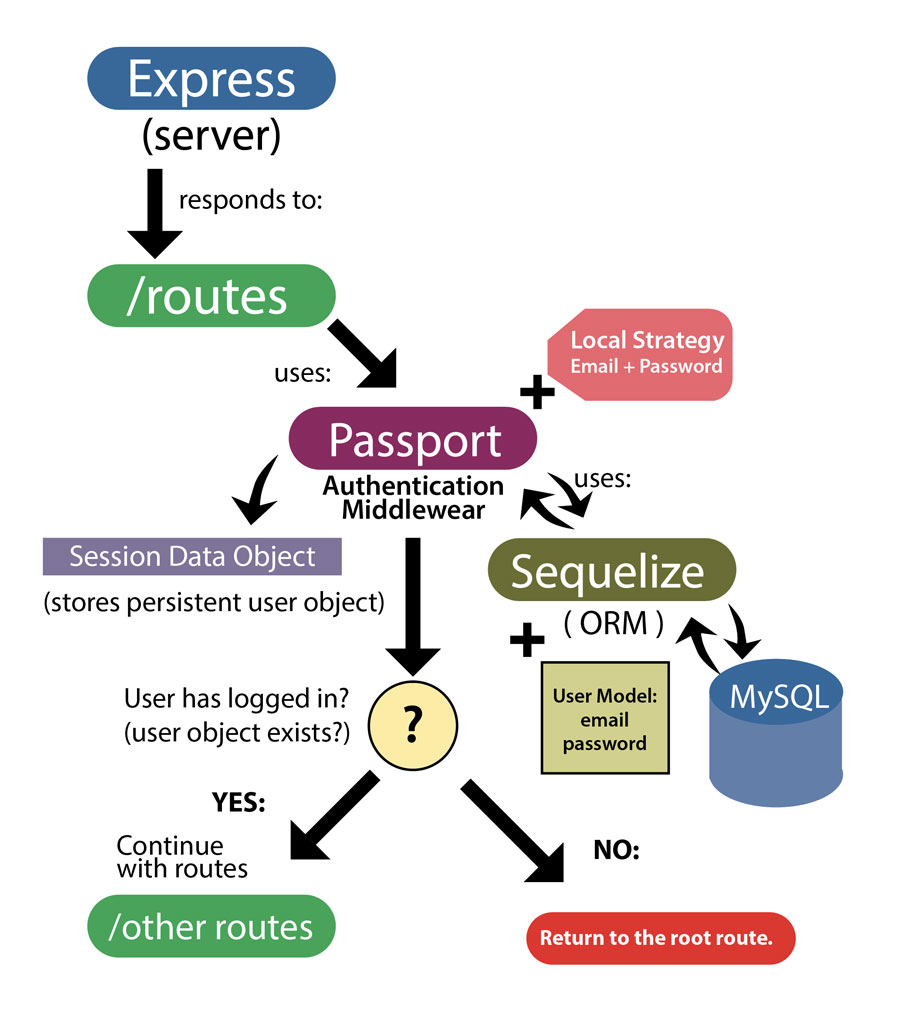 Express
(server)
responds to:
/routes
uses:
Local Strategy
Email + Password
+
Passport
Authentication
Middlewear
uses:
Session Data Object
(stores persistent user object)
Sequelize
( ORM )
+
User Model:
email
password
MySQL
User has logged in?
(user object exists?)
?
YES:
Continue
with routes
/other routes
NO:
Return to the root route.